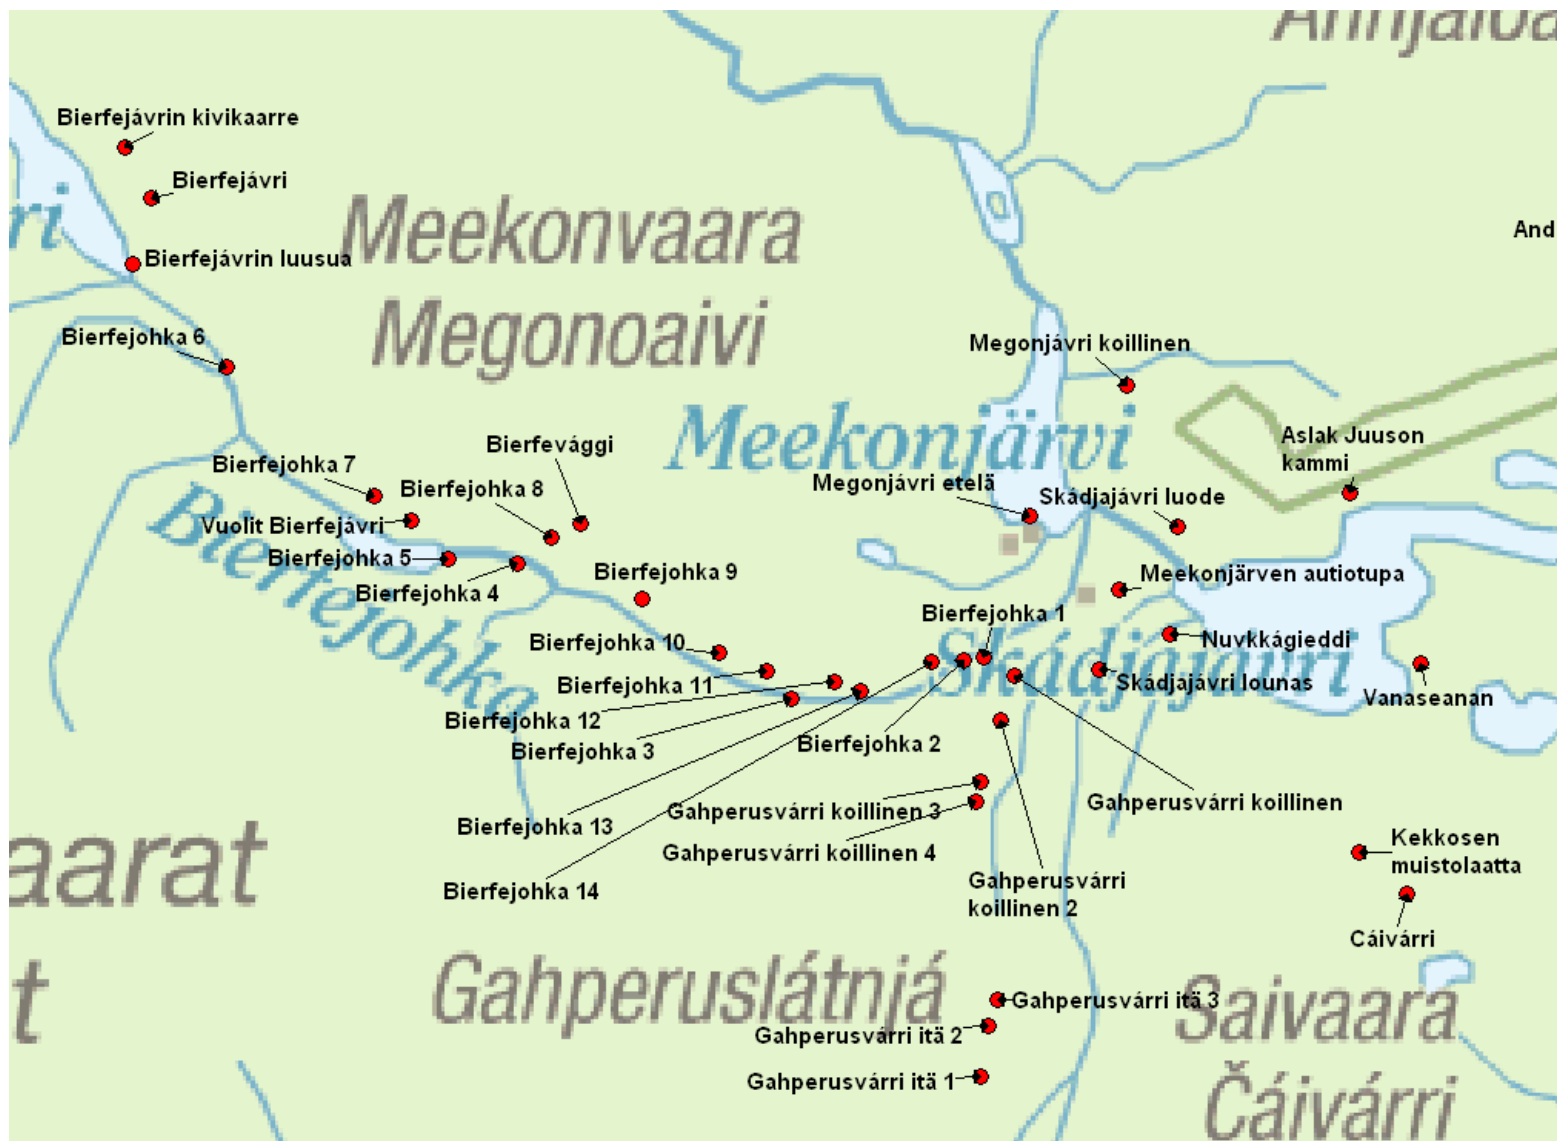 Bierfejávrin kivikaarre
Bierfejávri
ri
Bierfejávrin luusua
And
Meekonvaara
Megonoaivi
Bierfejohka 6
Megonjávri koillinen
Meekonjärvi
Bierfevággi
Aslak Juuson
kammi
Bierfejohka 7
Bierfejohka 8
Megonjávri etelä
Skádjajávri luode
Vuolit Bierfejávri
Bierfejohka 5
Bierfejohka 4
Bierfejohka 9
Meekonjärven autiotupa
Biertejohka
Bierfejohka 1
Bierfejohka 10
Nuvkkágieddi
Skádjajávri
Bierfejohka 11
Skádjajávri lounas
Vanaseanan
Bierfejohka 12
Bierfejohka 3
Bierfejohka 2
Gahperusvárri koillinen
Gahperusvárri koillinen 3
Bierfejohka 13
Gahperusvárri koillinen 4
Kekkosen
muistolaatta
aarat
Bierfejohka 14
Gahperusvárri
koillinen 2
Cáivárri
t
Gahperuslátnjá
Gahperusvárri itä 3
Saivaara
Gahperusvárri itä 2
Gahperusvárri itä 1
Čáivárri